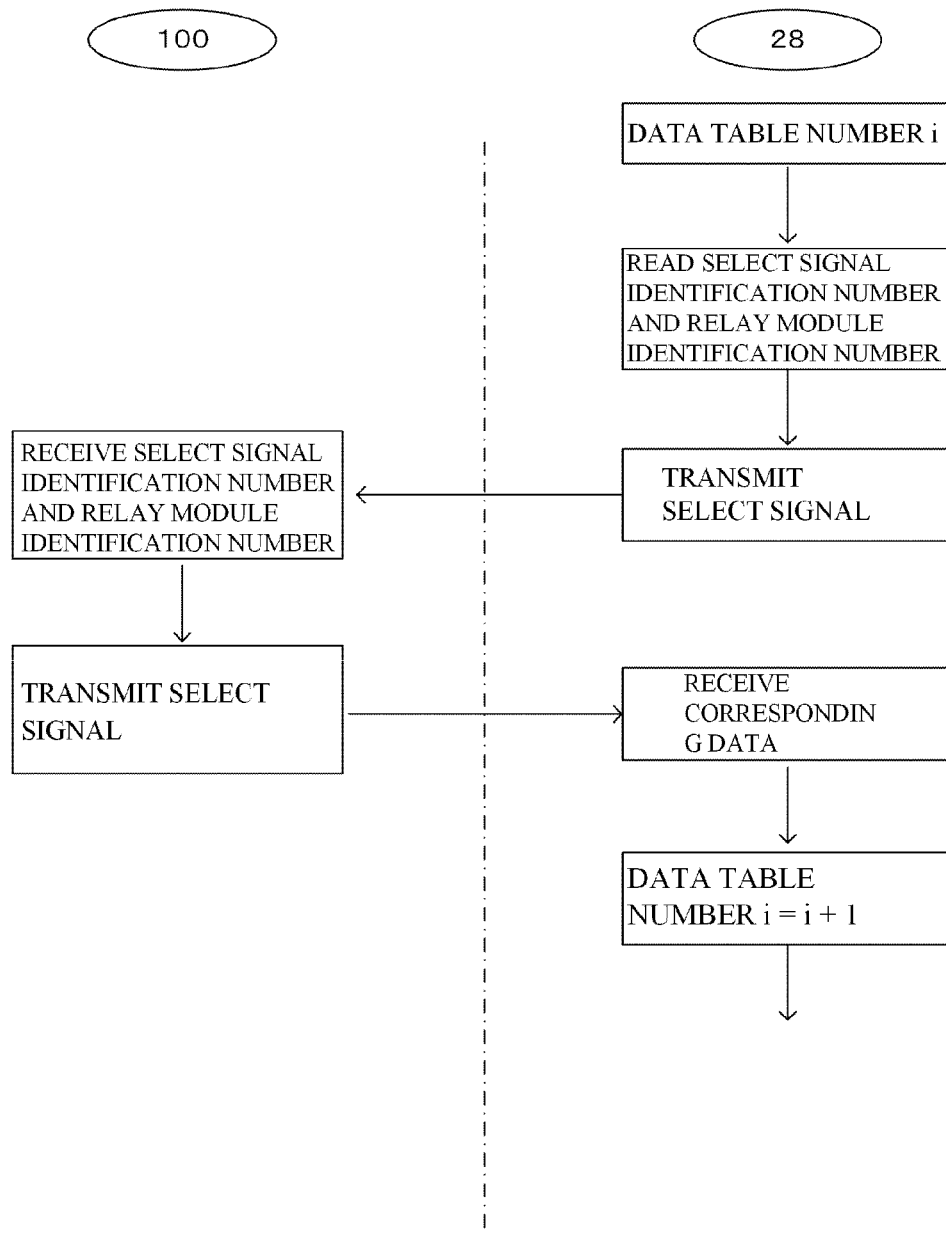 100
28
DATA TABLE NUMBER i
READ SELECT SIGNAL
IDENTIFICATION NUMBER
AND RELAY MODULE
IDENTIFICATION NUMBER
RECEIVE SELECT SIGNAL
IDENTIFICATION NUMBER
AND RELAY MODULE
IDENTIFICATION NUMBER
TRANSMIT
SELECT SIGNAL
TRANSMIT SELECT
SIGNAL
RECEIVE
CORRESPONDIN
G DATA
DATA TABLE
NUMBER i = i + 1